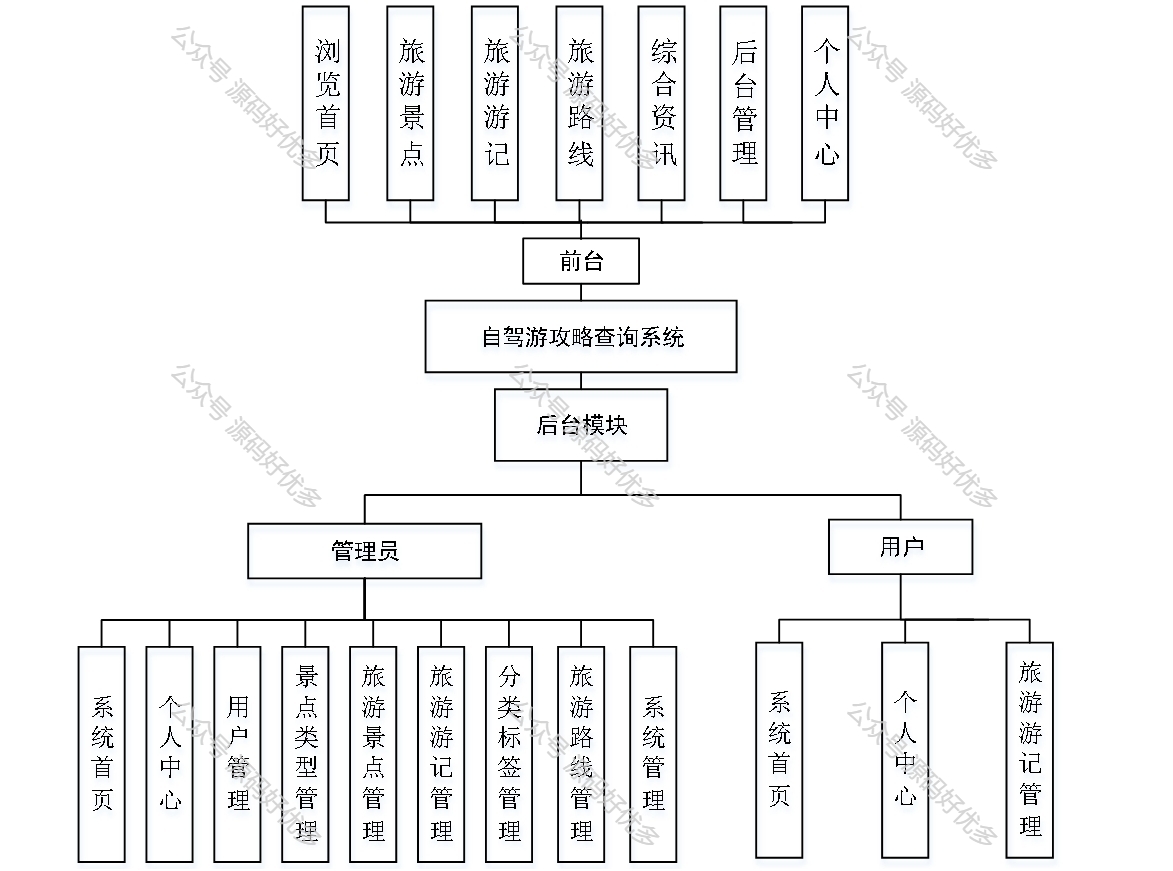 浏览首页
旅游景点
旅游游记
旅游路线
综合资讯
后台管理
个人中心
前台
自驾游攻略查询系统
后台模块
管理员
用户
系统首页
个人中心
用户管理
景点类型管理
旅游景点管理
旅游游记管理
分类标签管理
旅游路线管理
系统管理
系统首页
个人中心
旅游游记管理
公众号 源码好优多
公众号 源码好优多
公众号 源码好优多
公众号 源码好优多
公众号 源码好优多
公众号 源码好优多
公众号 源码好优多
公众号 源码好优多
公众号 源码好优多